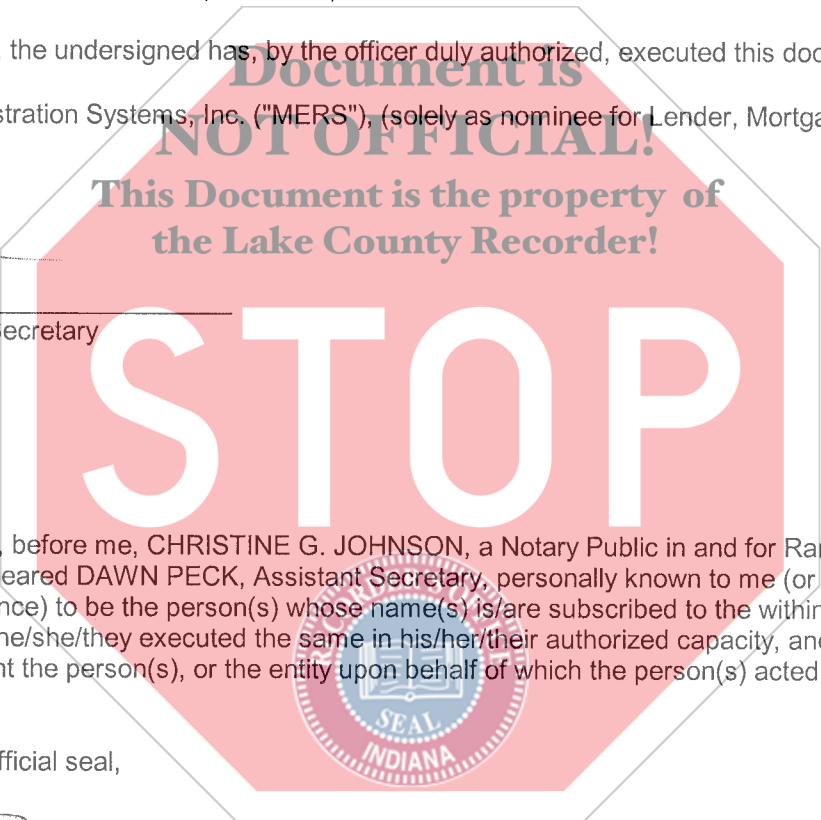 , the undersigned has, by the officer duly authorized, executed this doc
Document is
stration Systems, Inc. ("MERS"), (solely as nominee for Lender, Mortga
NOT OFFICIAL!
This Document is the property of
the Lake County Recorder!
ecretary
STOP
, before me, CHRISTINE G. JOHNSON, a Notary Public in and for Ra
eared DAWN PECK, Assistant Secretary, personally known to me (or
nce) to be the person(s) whose name(s) is/are subscribed to the within
he/she/they executed the same in his/her/their authorized capacity, an
nt the person(s), or the entity upon behalf of which the person(s) acted
RECORDER'S OFFICE
SEAL
INDIANA
fficial seal,